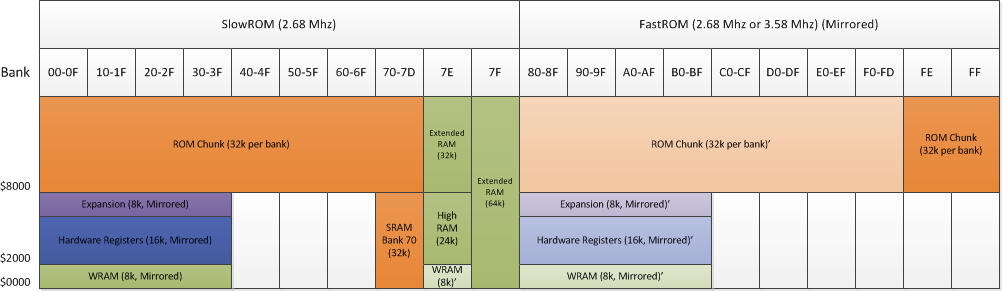 SlowROM (2.68 Mhz) FastROM (2.68 Mhz or 3.58 Mhz) (Mirrored)
Bank 00-0F 10-1F 20-2F 30-3F 40-4F 50-5F 60-6F 70-7D 7E 7F 80-8F 90-9F A0-AF B0-BF C0-CF D0-DF E0-EF F0-FD FE FF
ROM Chunk (32k per bank)
Extended
RAM
(32k)
ROM Chunk (32k per bank)’
ROM Chunk
(32k per bank)
$8000
Extended
RAM
(64k)
Expansion (8k, Mirrored)
Hardware Registers (16k, Mirrored)
SRAM
Bank 70
(32k)
High
RAM
(24k)
Expansion (8k, Mirrored)’
Hardware Registers (16k, Mirrored)’
$2000
WRAM (8k, Mirrored)
WRAM
(8k)’
WRAM (8k, Mirrored)’
$0000